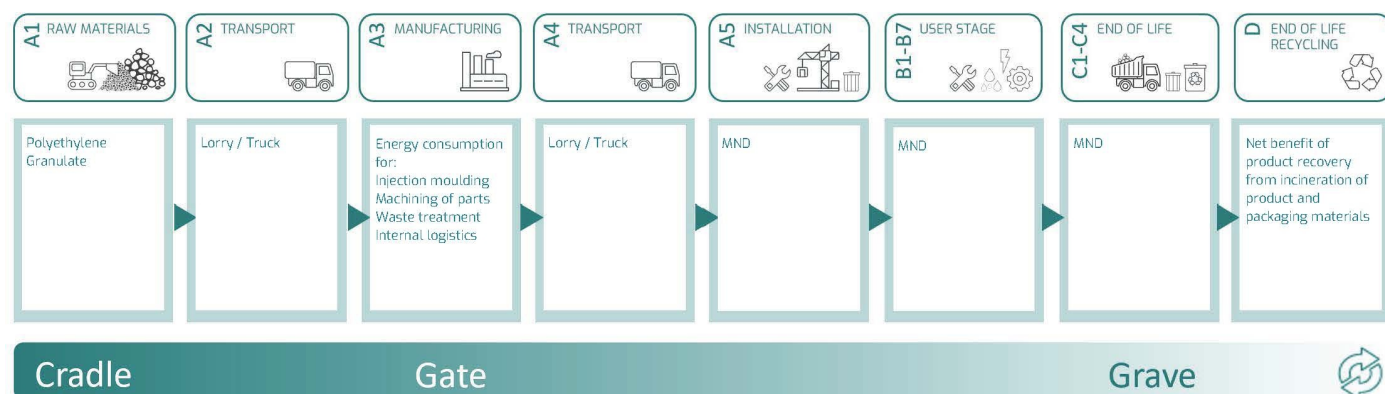 A1 RAW MATERIALS
A2 TRANSPORT
A3 MANUFACTURING
A4 TRANSPORT
A5 INSTALLATION
B1-B7 USER STAGE
C1-C4 END OF LIFE
D END OF LIFE
RECYCLING
Polyethylene
Granulate
Lorry / Truck
Energy consumption
for:
Injection moulding
Machining of parts
Waste treatment
Internal logistics
Lorry / Truck
MND
MND
MND
Net benefit of
product recovery
from incineration of
product and
packaging materials
Cradle
Gate
Grave